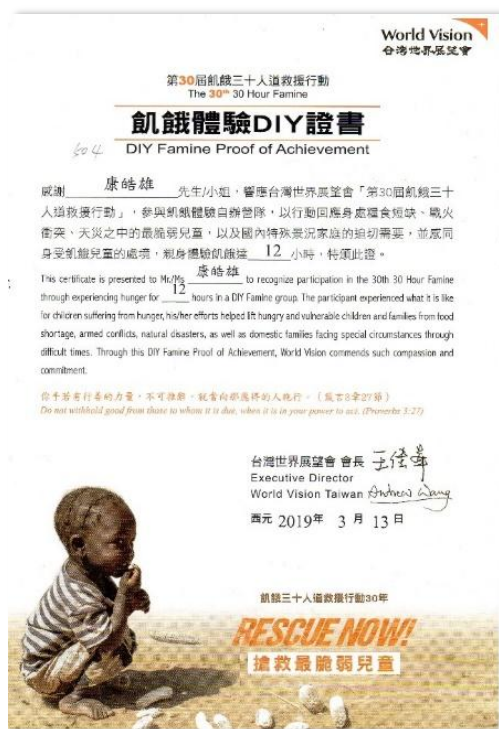 World Vision
台灣世界展望會
第30屆飢餓三十人道救援行動
The 30th 30 Hour Famine
飢餓體驗DIY證書
604
DIY Famine Proof of Achievement
感謝 康皓雄 先生/小姐，響應台灣世界展望會「第30屆飢餓三十
人道救援行動」，參與飢餓體驗自辦營隊，以行動回應身處糧食短缺、戰火
衝突、天災之中的最脆弱兒童，以及國內特殊景況家庭的迫切需要，並感同
身受飢餓兒童的處境，親身體驗飢餓達 12 小時，特頒此證。
This certificate is presented to Mr./Ms. 康皓雄 to recognize participation in the 30th 30 Hour Famine
through experiencing hunger for 12 hours in a DIY Famine group. The participant experienced what it is like
for children suffering from hunger, his/her efforts helped lift hungry and vulnerable children and families from food
shortage, armed conflicts, natural disasters, as well as domestic families facing special circumstances through
difficult times. Through this DIY Famine Proof of Achievement, World Vision commends such compassion and
commitment.
你手若有行善的力量，不可推辭，就當向那應得的人施行。（箴言3章27節）
Do not withhold good from those to whom it is due, when it is in your power to act. (Proverbs 3:27)
台灣世界展望會 會長
Executive Director
World Vision Taiwan Andrew Wang
西元 2019年 3 月 13 日
飢餓三十人道救援行動30年
RESCUE NOW!
搶救最脆弱兒童